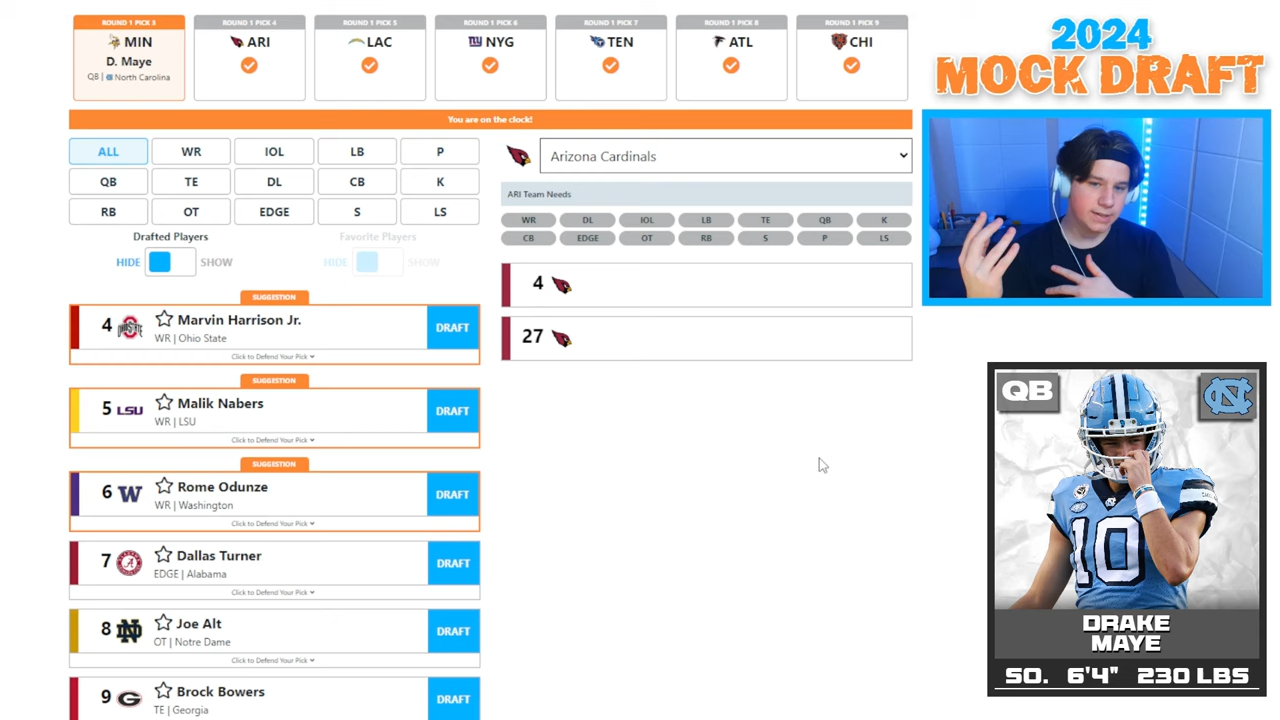 ROUND 1 PICK 3
MIN
D. Maye
QB | North Carolina
ROUND 1 PICK 4
ARI
ROUND 1 PICK 5
LAC
ROUND 1 PICK 6
NYG
ROUND 1 PICK 7
TEN
ROUND 1 PICK 8
ATL
ROUND 1 PICK 9
CHI
You are on the clock!
ALL WR IOL LB P
QB TE DL CB K
RB OT EDGE S LS
Drafted Players
HIDE SHOW
Favorite Players
HIDE SHOW
SUGGESTION
4 Marvin Harrison Jr.
WR | Ohio State
DRAFT
Click to Defend Your Pick
SUGGESTION
5 LSU Malik Nabers
WR | LSU
DRAFT
Click to Defend Your Pick
SUGGESTION
6 W Rome Odunze
WR | Washington
DRAFT
Click to Defend Your Pick
7 Dallas Turner
EDGE | Alabama
DRAFT
Click to Defend Your Pick
8 Joe Alt
OT | Notre Dame
DRAFT
Click to Defend Your Pick
9 G Brock Bowers
TE | Georgia
DRAFT
Arizona Cardinals
ARI Team Needs
WR DL IOL LB TE QB K
CB EDGE OT RB S P LS
4
27
2024
MOCK DRAFT
QB
NC
10
DRAKE
MAYE
SO. 6'4" 230 LBS